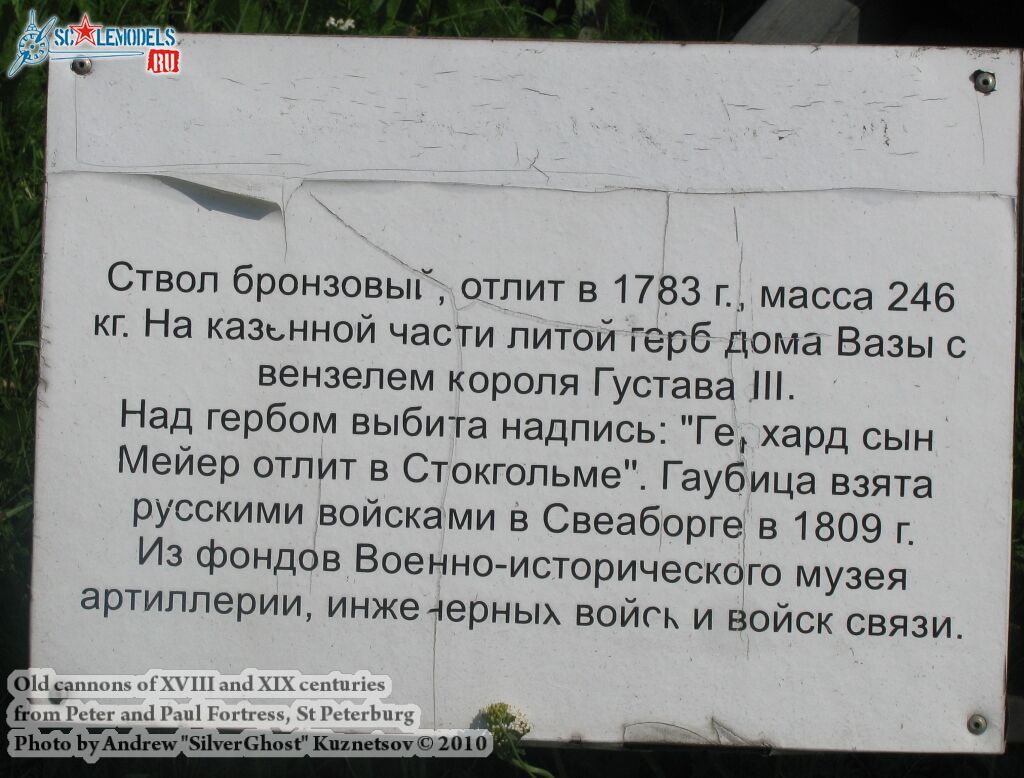 SCALEMODELS
RU
Ствол бронзовый, отлит в 1783 г., масса 246
кг. На казенной части литой герб дома Вазы с
вензелем короля Густава III.
Над гербом выбита надпись: "Герхард сын
Мейер отлит в Стокгольме". Гаубица взята
русскими войсками в Свеаборге в 1809 г.
Из фондов Военно-исторического музея
артиллерии, инженерных войск и войск связи.
Old cannons of XVIII and XIX centuries
from Peter and Paul Fortress, St Peterburg
Photo by Andrew "SilverGhost" Kuznetsov © 2010